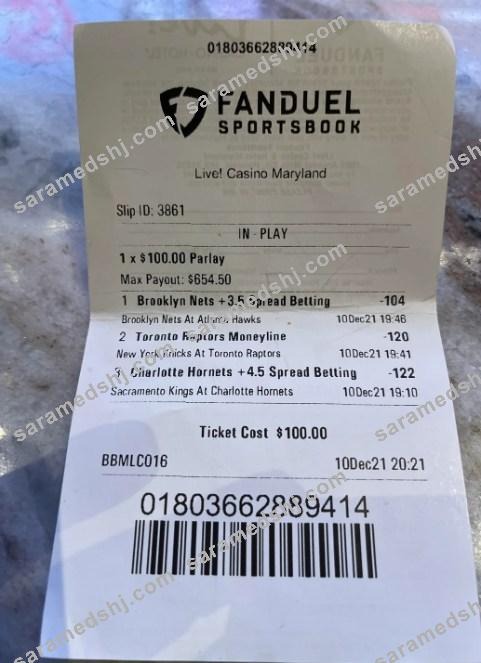 01803662889414
FANDUEL
SPORTSBOOK
Live! Casino Maryland
Slip ID: 3861
IN-PLAY
1 x $100.00 Parlay
Max Payout: $654.50
1 Brooklyn Nets +3.5 Spread Betting -104
Brooklyn Nets At Atlanta Hawks 10Dec21 19:46
2 Toronto Raptors Moneyline -120
New York Knicks At Toronto Raptors 10Dec21 19:41
3 Charlotte Hornets +4.5 Spread Betting -122
Sacramento Kings At Charlotte Hornets 10Dec21 19:10
Ticket Cost $100.00
BBMLC016 10Dec21 20:21
01803662889414
saramedshj.com